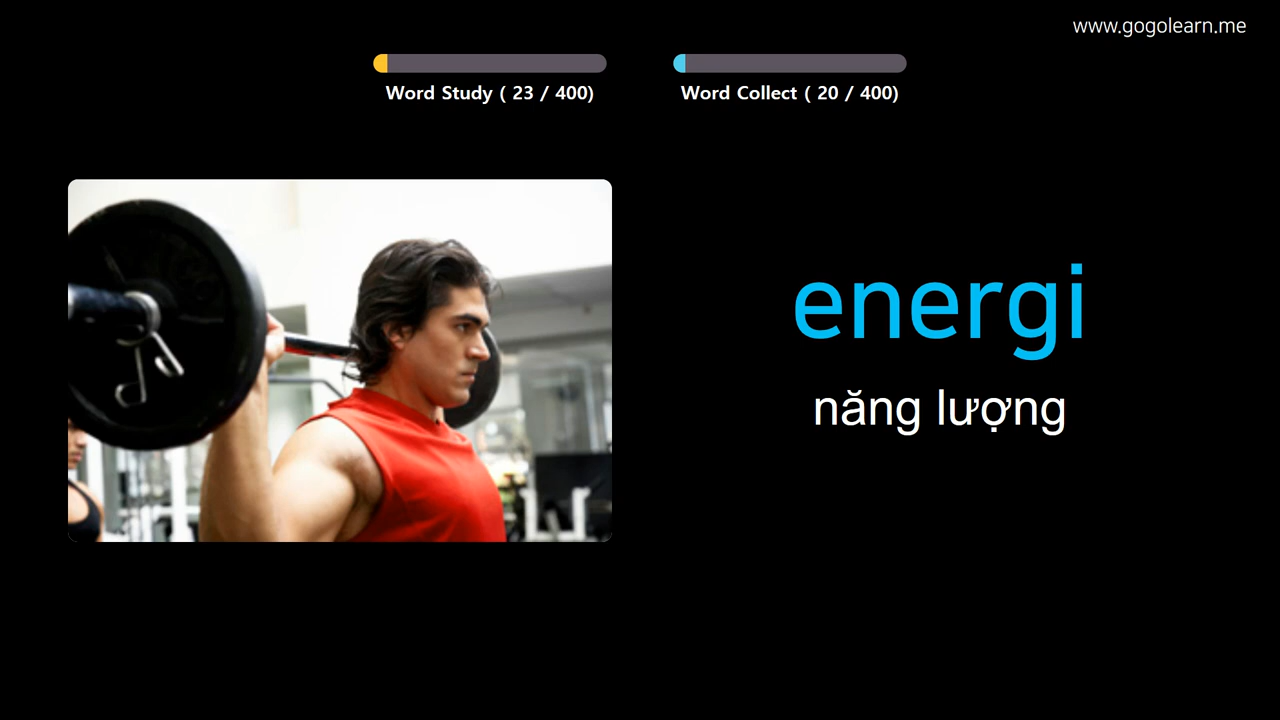 www.gogolearn.me
Word Study ( 23 / 400)
Word Collect ( 20 / 400)
energi
năng lượng